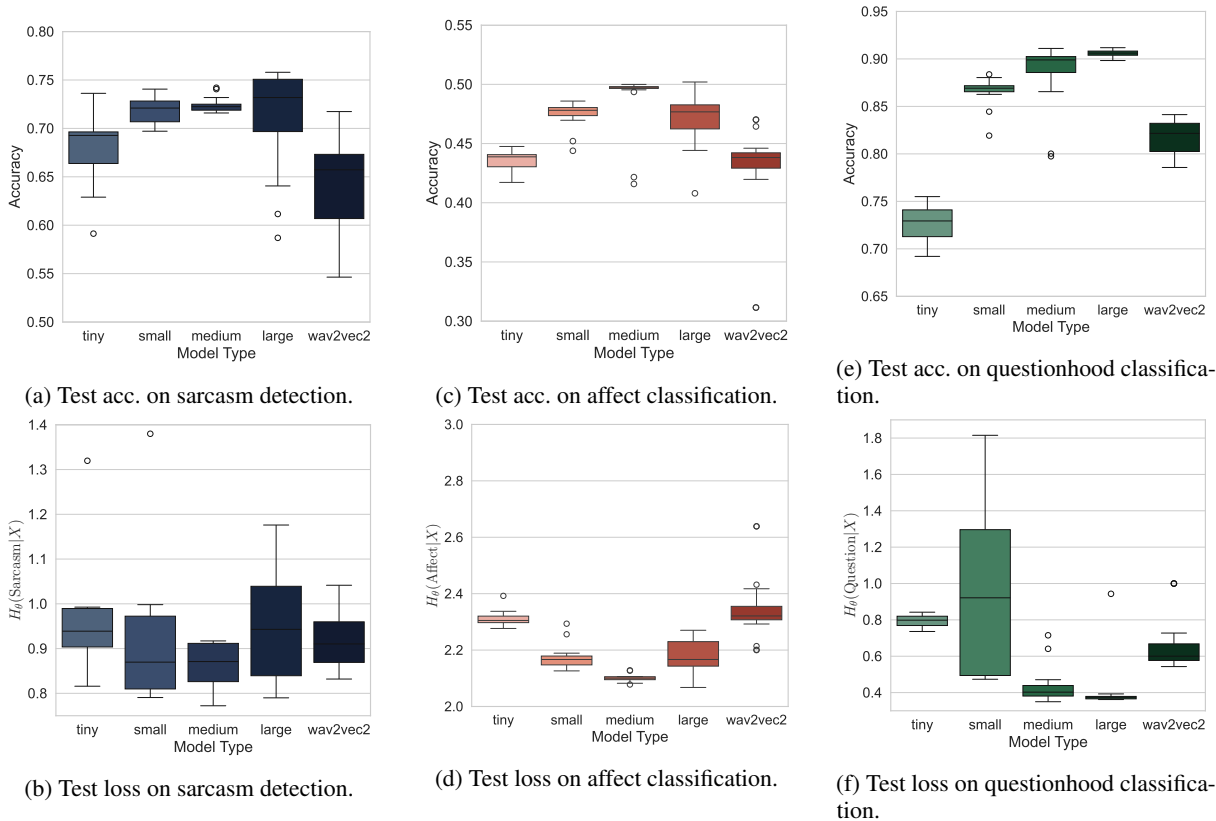 0.80
0.75
0.70
0.65
0.60
0.55
0.50
Accuracy
tiny small medium large wav2vec2
Model Type
(a) Test acc. on sarcasm detection.
1.4
1.3
1.2
1.1
1.0
0.9
0.8
Hθ(Sarcasm|X)
tiny small medium large wav2vec2
Model Type
(b) Test loss on sarcasm detection.
0.55
0.50
0.45
0.40
0.35
0.30
Accuracy
tiny small medium large wav2vec2
Model Type
(c) Test acc. on affect classification.
3.0
2.8
2.6
2.4
2.2
2.0
Hθ(Affect|X)
tiny small medium large wav2vec2
Model Type
(d) Test loss on affect classification.
0.95
0.90
0.85
0.80
0.75
0.70
0.65
Accuracy
tiny small medium large wav2vec2
Model Type
(e) Test acc. on questionhood classifica-
tion.
1.8
1.6
1.4
1.2
1.0
0.8
0.6
0.4
Hθ(Question|X)
tiny small medium large wav2vec2
Model Type
(f) Test loss on questionhood classifica-
tion.